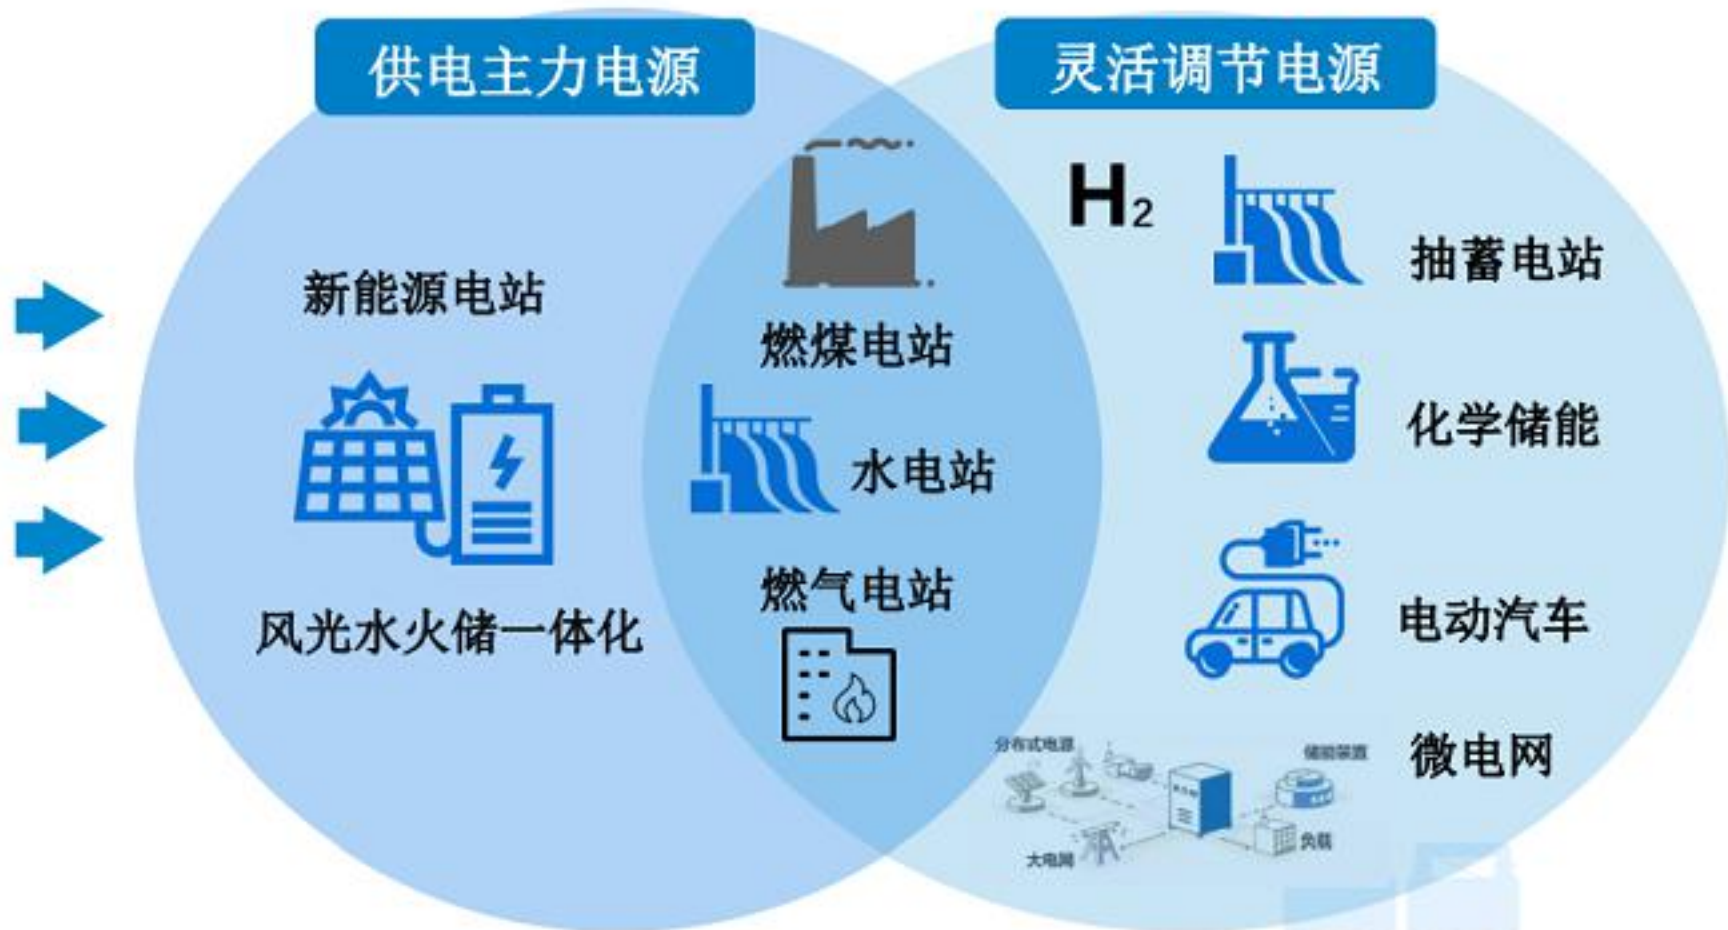 供电主力电源
灵活调节电源
新能源电站
风光水火储一体化
燃煤电站
水电站
燃气电站
H2
抽蓄电站
化学储能
电动汽车
微电网
分布式电源
储能装置
大电网
负载